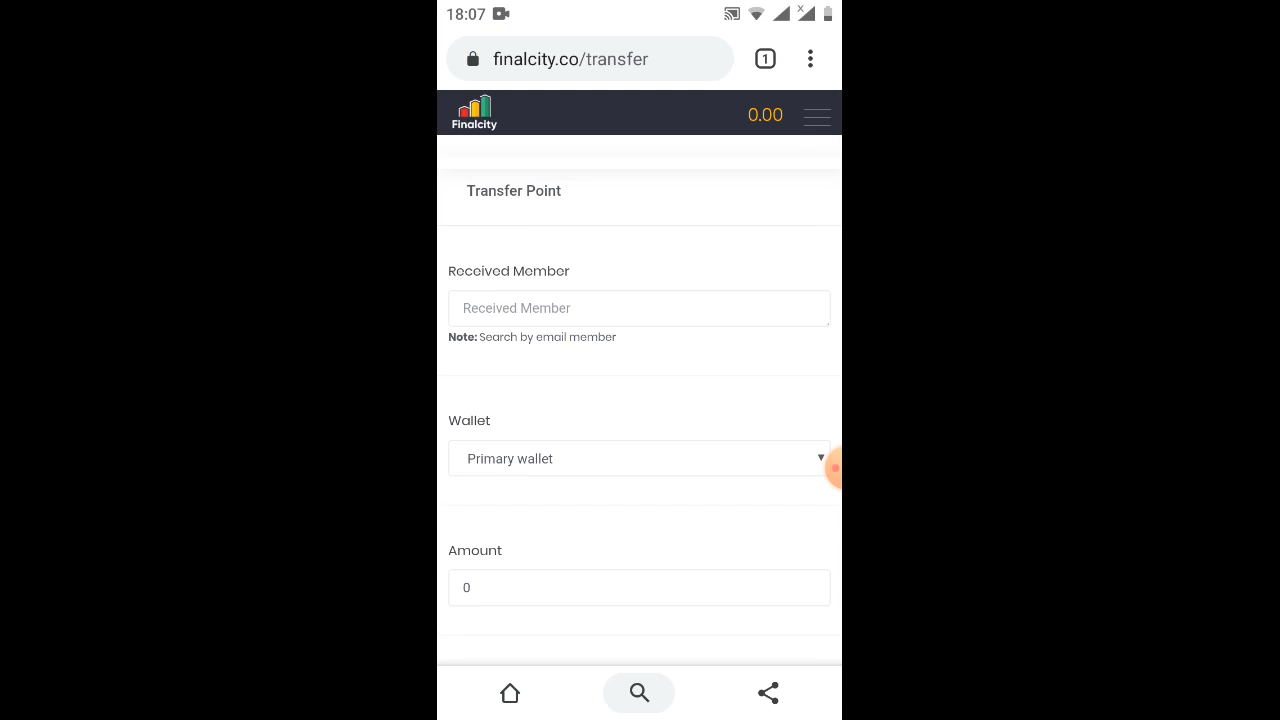 18:07
x
finalcity.co/transfer
1
Finalcity
0.00
Transfer Point
Received Member
Received Member
Note: Search by email member
Wallet
Primary wallet
Amount
0